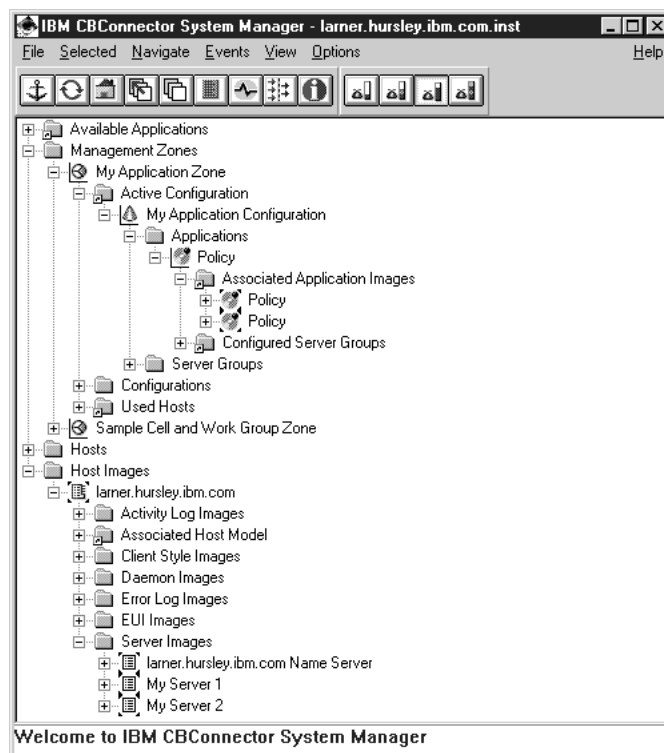 IBM CBConnector System Manager - larner.hursley.ibm.com.inst
File Selected Navigate Events View Options Help
Available Applications
Management Zones
My Application Zone
Active Configuration
My Application Configuration
Applications
Policy
Associated Application Images
Policy
Policy
Configured Server Groups
Server Groups
Configurations
Used Hosts
Sample Cell and Work Group Zone
Hosts
Host Images
larner.hursley.ibm.com
Activity Log Images
Associated Host Model
Client Style Images
Daemon Images
Error Log Images
EUI Images
Server Images
larner.hursley.ibm.com Name Server
My Server 1
My Server 2
Welcome to IBM CBConnector System Manager